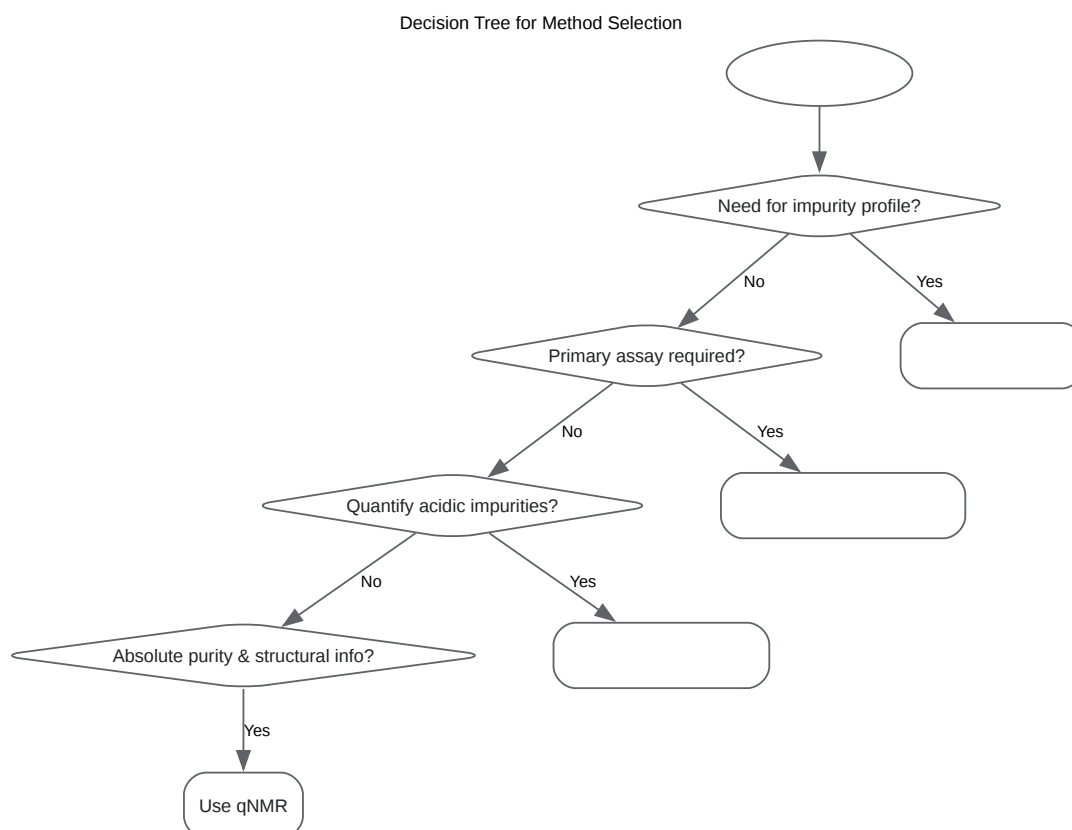 Decision Tree for Method Selection
Need for impurity profile?
No
Yes
Primary assay required?
No
Yes
Quantify acidic impurities?
No
Yes
Absolute purity & structural info?
Yes
Use qNMR